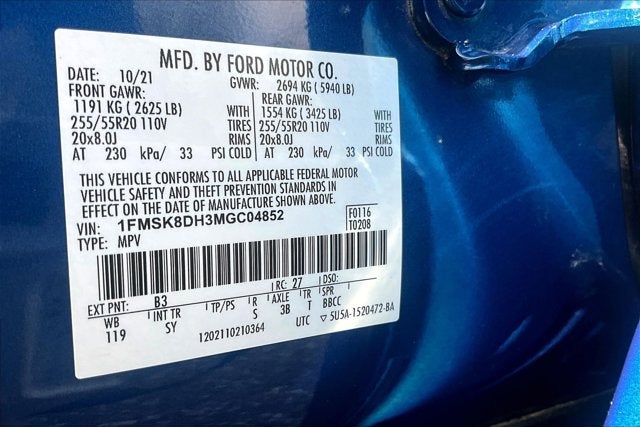 MFD. BY FORD MOTOR CO.
DATE: 10/21 GVWR: 2694 KG ( 5940 LB)
FRONT GAWR: REAR GAWR:
1191 KG ( 2625 LB) WITH 1554 KG ( 3425 LB) WITH
255/55R20 110V TIRES 255/55R20 110V TIRES
20x8.0J RIMS 20x8.0J RIMS
AT 230 kPa/ 33 PSI COLD AT 230 kPa/ 33 PSI COLD
THIS VEHICLE CONFORMS TO ALL APPLICABLE FEDERAL MOTOR
VEHICLE SAFETY AND THEFT PREVENTION STANDARDS IN
EFFECT ON THE DATE OF MANUFACTURE SHOWN ABOVE.
VIN: 1FMSK8DH3MGC04852 F0116
TYPE: MPV T0208
EXT PNT: B3 RC: 27 DSO:
WB INT TR TP/PS R AXLE TR SPR
119 SY S 3B T BBCC
1202110210364 UTC ▽ 5U5A-1520472-BA